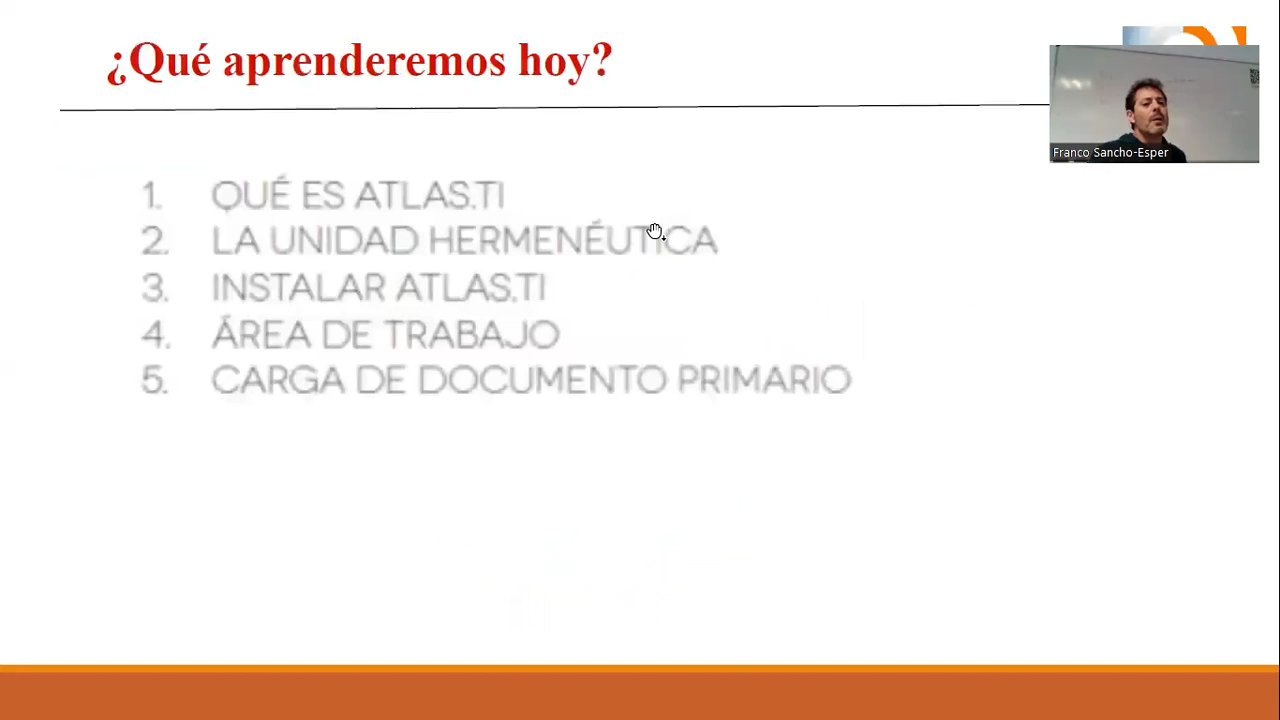 ¿Qué aprenderemos hoy?
Franco Sancho-Esper
1. QUÉ ES ATLAS.TI
2. LA UNIDAD HERMENÉUTICA
3. INSTALAR ATLAS.TI
4. ÁREA DE TRABAJO
5. CARGA DE DOCUMENTO PRIMARIO